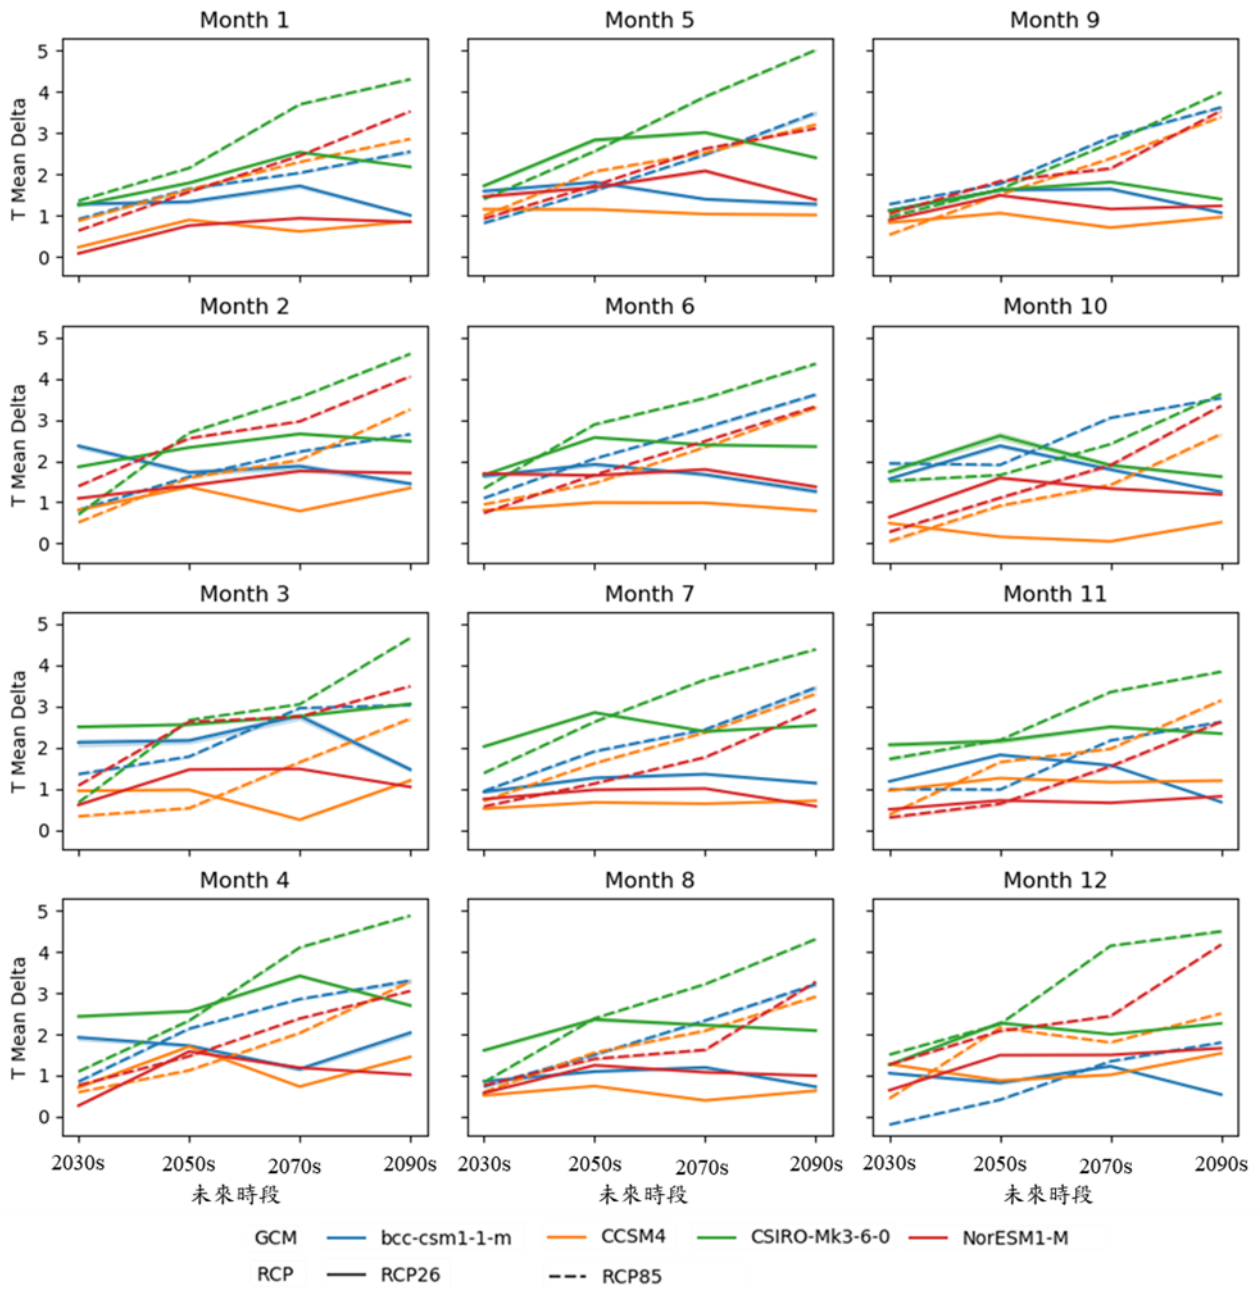 Month 1
Month 5
Month 9
5
4
3
2
1
0
T Mean Delta
Month 2
Month 6
Month 10
5
4
3
2
1
0
T Mean Delta
Month 3
Month 7
Month 11
5
4
3
2
1
0
T Mean Delta
Month 4
Month 8
Month 12
5
4
3
2
1
0
T Mean Delta
2030s 2050s 2070s 2090s
2030s 2050s 2070s 2090s
2030s 2050s 2070s 2090s
未來時段
未來時段
未來時段
GCM bcc-csm1-1-m CCSM4 CSIRO-Mk3-6-0 NorESM1-M
RCP RCP26 RCP85